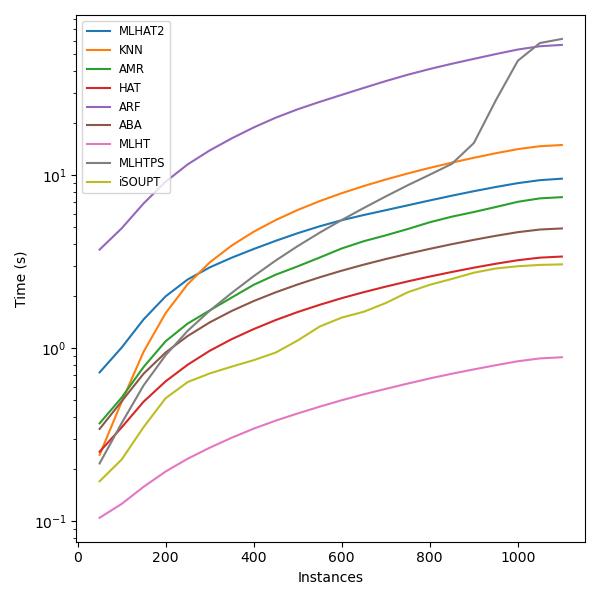 MLHAT2
KNN
AMR
HAT
ARF
ABA
MLHT
MLHTPS
iSOUPT
10¹
10⁰
10⁻¹
Time (s)
0 200 400 600 800 1000
Instances